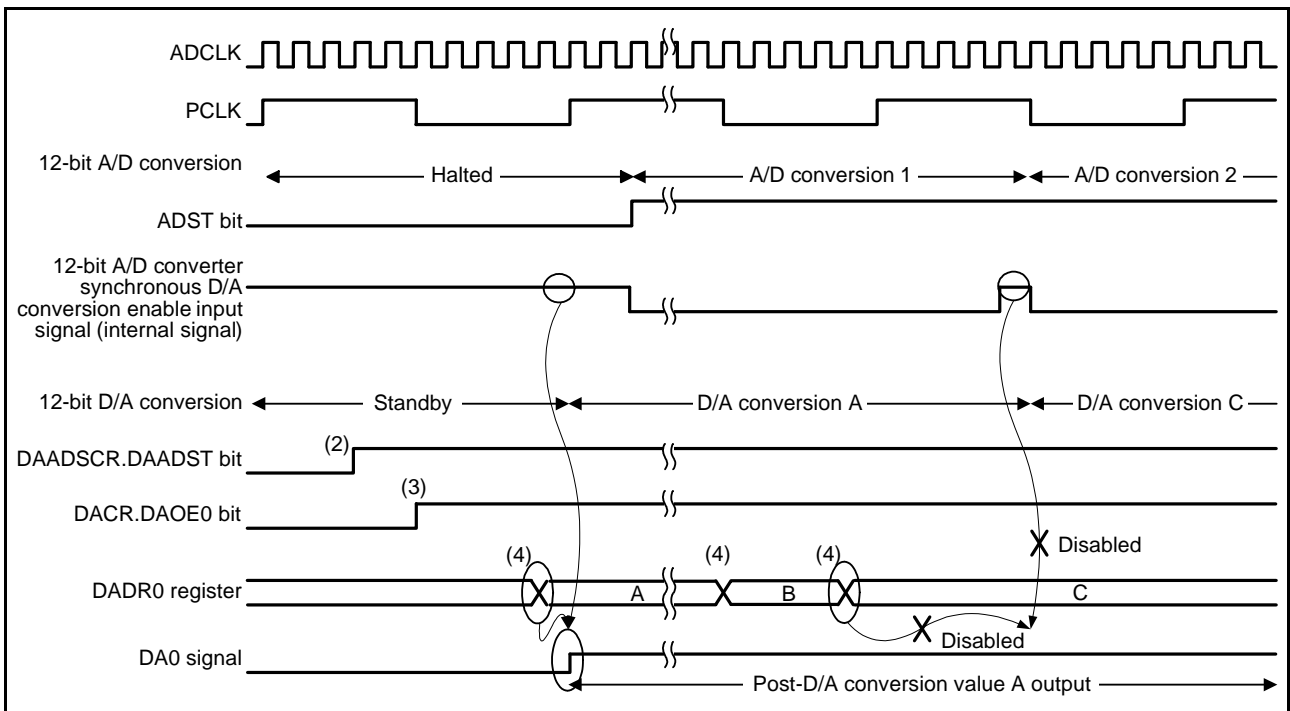 ADCLK
PCLK
12-bit A/D conversion
Halted
A/D conversion 1
A/D conversion 2
ADST bit
12-bit A/D converter
synchronous D/A
conversion enable input
signal (internal signal)
12-bit D/A conversion
Standby
D/A conversion A
D/A conversion C
(2)
DAADSCR.DAADST bit
(3)
DACR.DAOE0 bit
Disabled
(4)
(4)
(4)
DADR0 register
A
B
C
Disabled
DA0 signal
Post-D/A conversion value A output